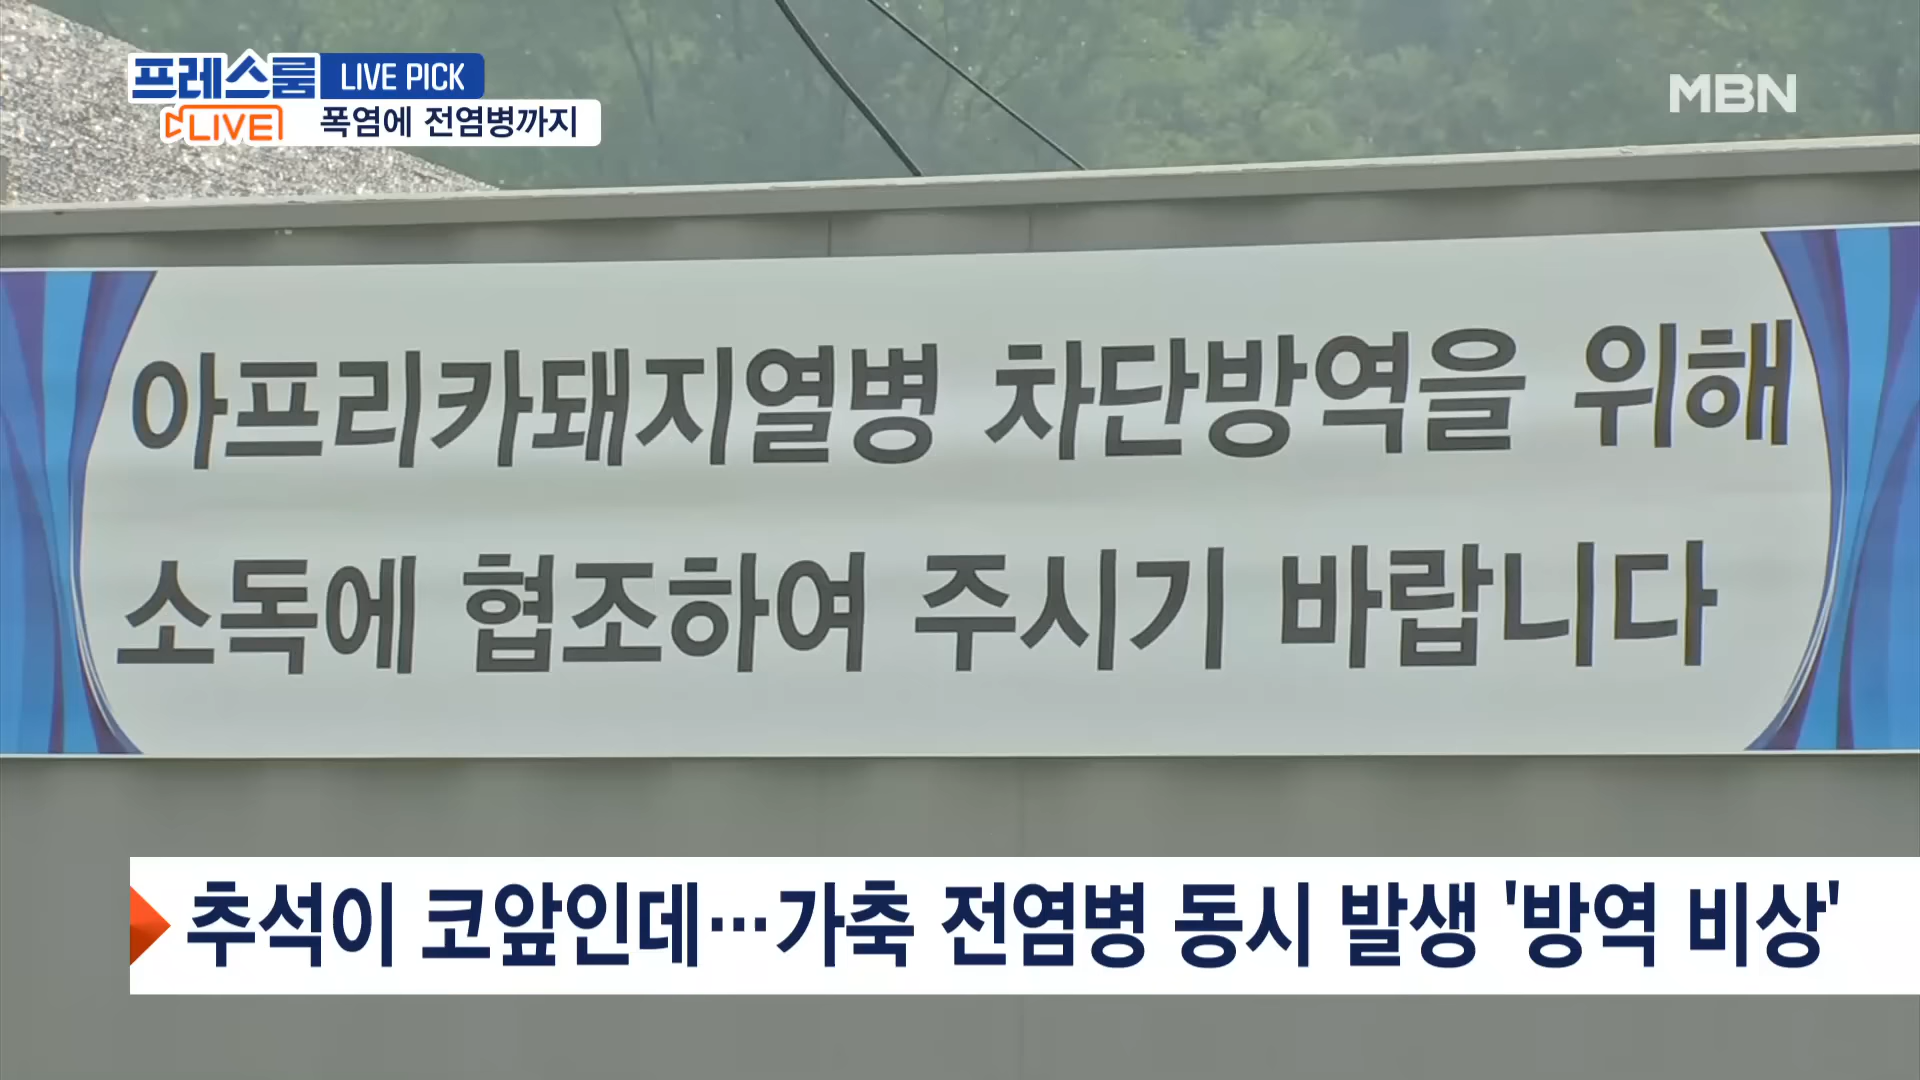 프레스룸 LIVE PICK
LIVE! 폭염에 전염병까지
MBN
아프리카돼지열병 차단방역을 위해
소독에 협조하여 주시기 바랍니다
추석이 코앞인데…가축 전염병 동시 발생 '방역 비상'